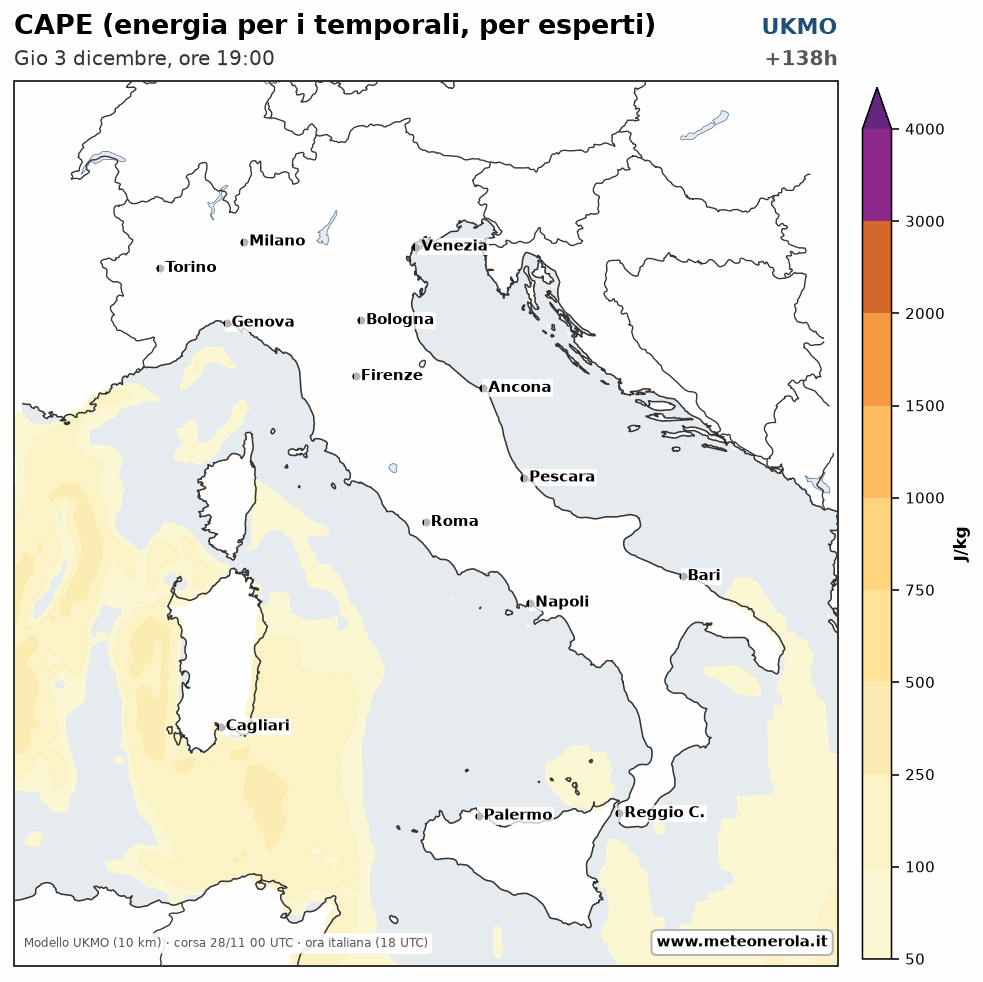 CAPE (energia per i temporali, per esperti)
UKMO
Gio 3 dicembre, ore 19:00
+138h
4000
3000
2000
1500
1000
750
500
250
100
50
J/kg
Milano
Venezia
Torino
Genova
Bologna
Firenze
Ancona
Pescara
Roma
Bari
Napoli
Cagliari
Palermo
Reggio C.
Modello UKMO (10 km) · corsa 28/11 00 UTC · ora italiana (18 UTC)
www.meteonerola.it